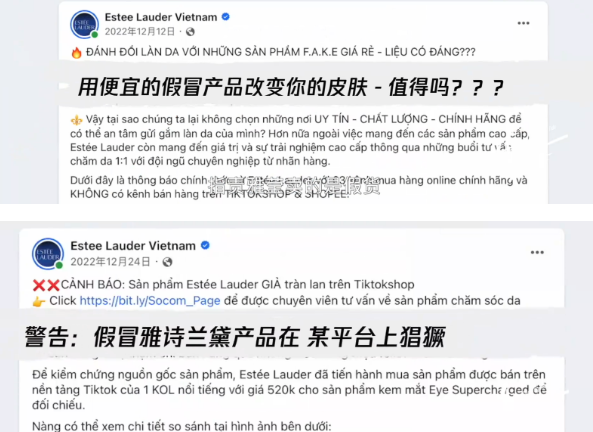 Estee Lauder Vietnam
2022年12月12日
🔥 ĐÁNH ĐỔI LÀN DA VỚI NHỮNG SẢN PHẨM F.A.K.E GIÁ RẺ - LIỆU CÓ ĐÁNG???
用便宜的假冒产品改变你的皮肤 - 值得吗？？？
⚜️ Vậy tại sao chúng ta lại không chọn những nơi UY TÍN - CHẤT LƯỢNG - CHÍNH HÃNG để
có thể an tâm gửi gắm làn da của mình? Hơn nữa ngoài việc mang đến các sản phẩm cao cấp,
Estée Lauder còn mang đến giá trị và sự trải nghiệm cao cấp thông qua những buổi tư vấn
chăm da 1:1 với đội ngũ chuyên nghiệp từ nhãn hàng.
Dưới đây là thông báo chính mua hàng online chính hãng và
的是假货
KHÔNG có kênh bán hàng trên TIKTOKSHOP & SHOPEE!
ESTĒE
LAUDER
Estee Lauder Vietnam
2022年12月24日
❌❌CẢNH BÁO: Sản phẩm Estée Lauder GIẢ tràn lan trên Tiktokshop
👉 Click https://bit.ly/Socom_Page để được chuyên viên tư vấn về sản phẩm chăm sóc da
警告：假冒雅诗兰黛产品在 某平台上猖獗
Để kiểm chứng nguồn gốc sản phẩm, Estée Lauder đã tiến hành mua sản phẩm được bán trên
nền tảng Tiktok của 1 KOL nổi tiếng với giá 520k cho sản phẩm kem mắt Eye Supercharged để
đối chiếu.
Nàng có thể xem chi tiết so sánh tại hình ảnh bên dưới: